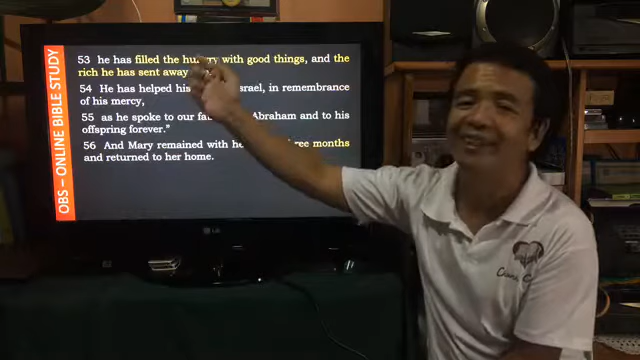 OBS – ONLINE BIBLE STUDY
53 he has filled the hungry with good things, and the
rich he has sent away
54 He has helped his rael, in remembrance
of his mercy,
55 as he spoke to our Abraham and to his
offspring forever.”
56 And Mary remained with months
and returned to her home.
LG